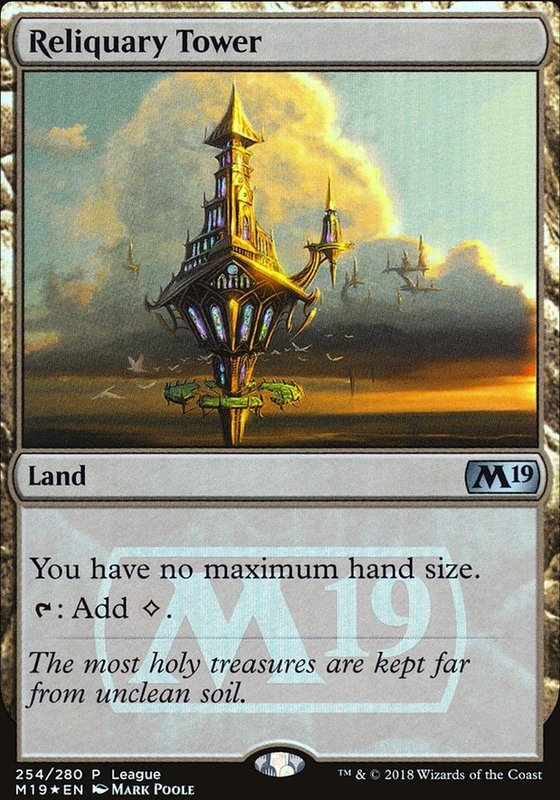 Reliquary Tower
Land
M19
You have no maximum hand size.
: Add .
M19
The most holy treasures are kept far
from unclean soil.
254/280 P League
M19★EN MARK POOLE
™ & © 2018 Wizards of the Coast